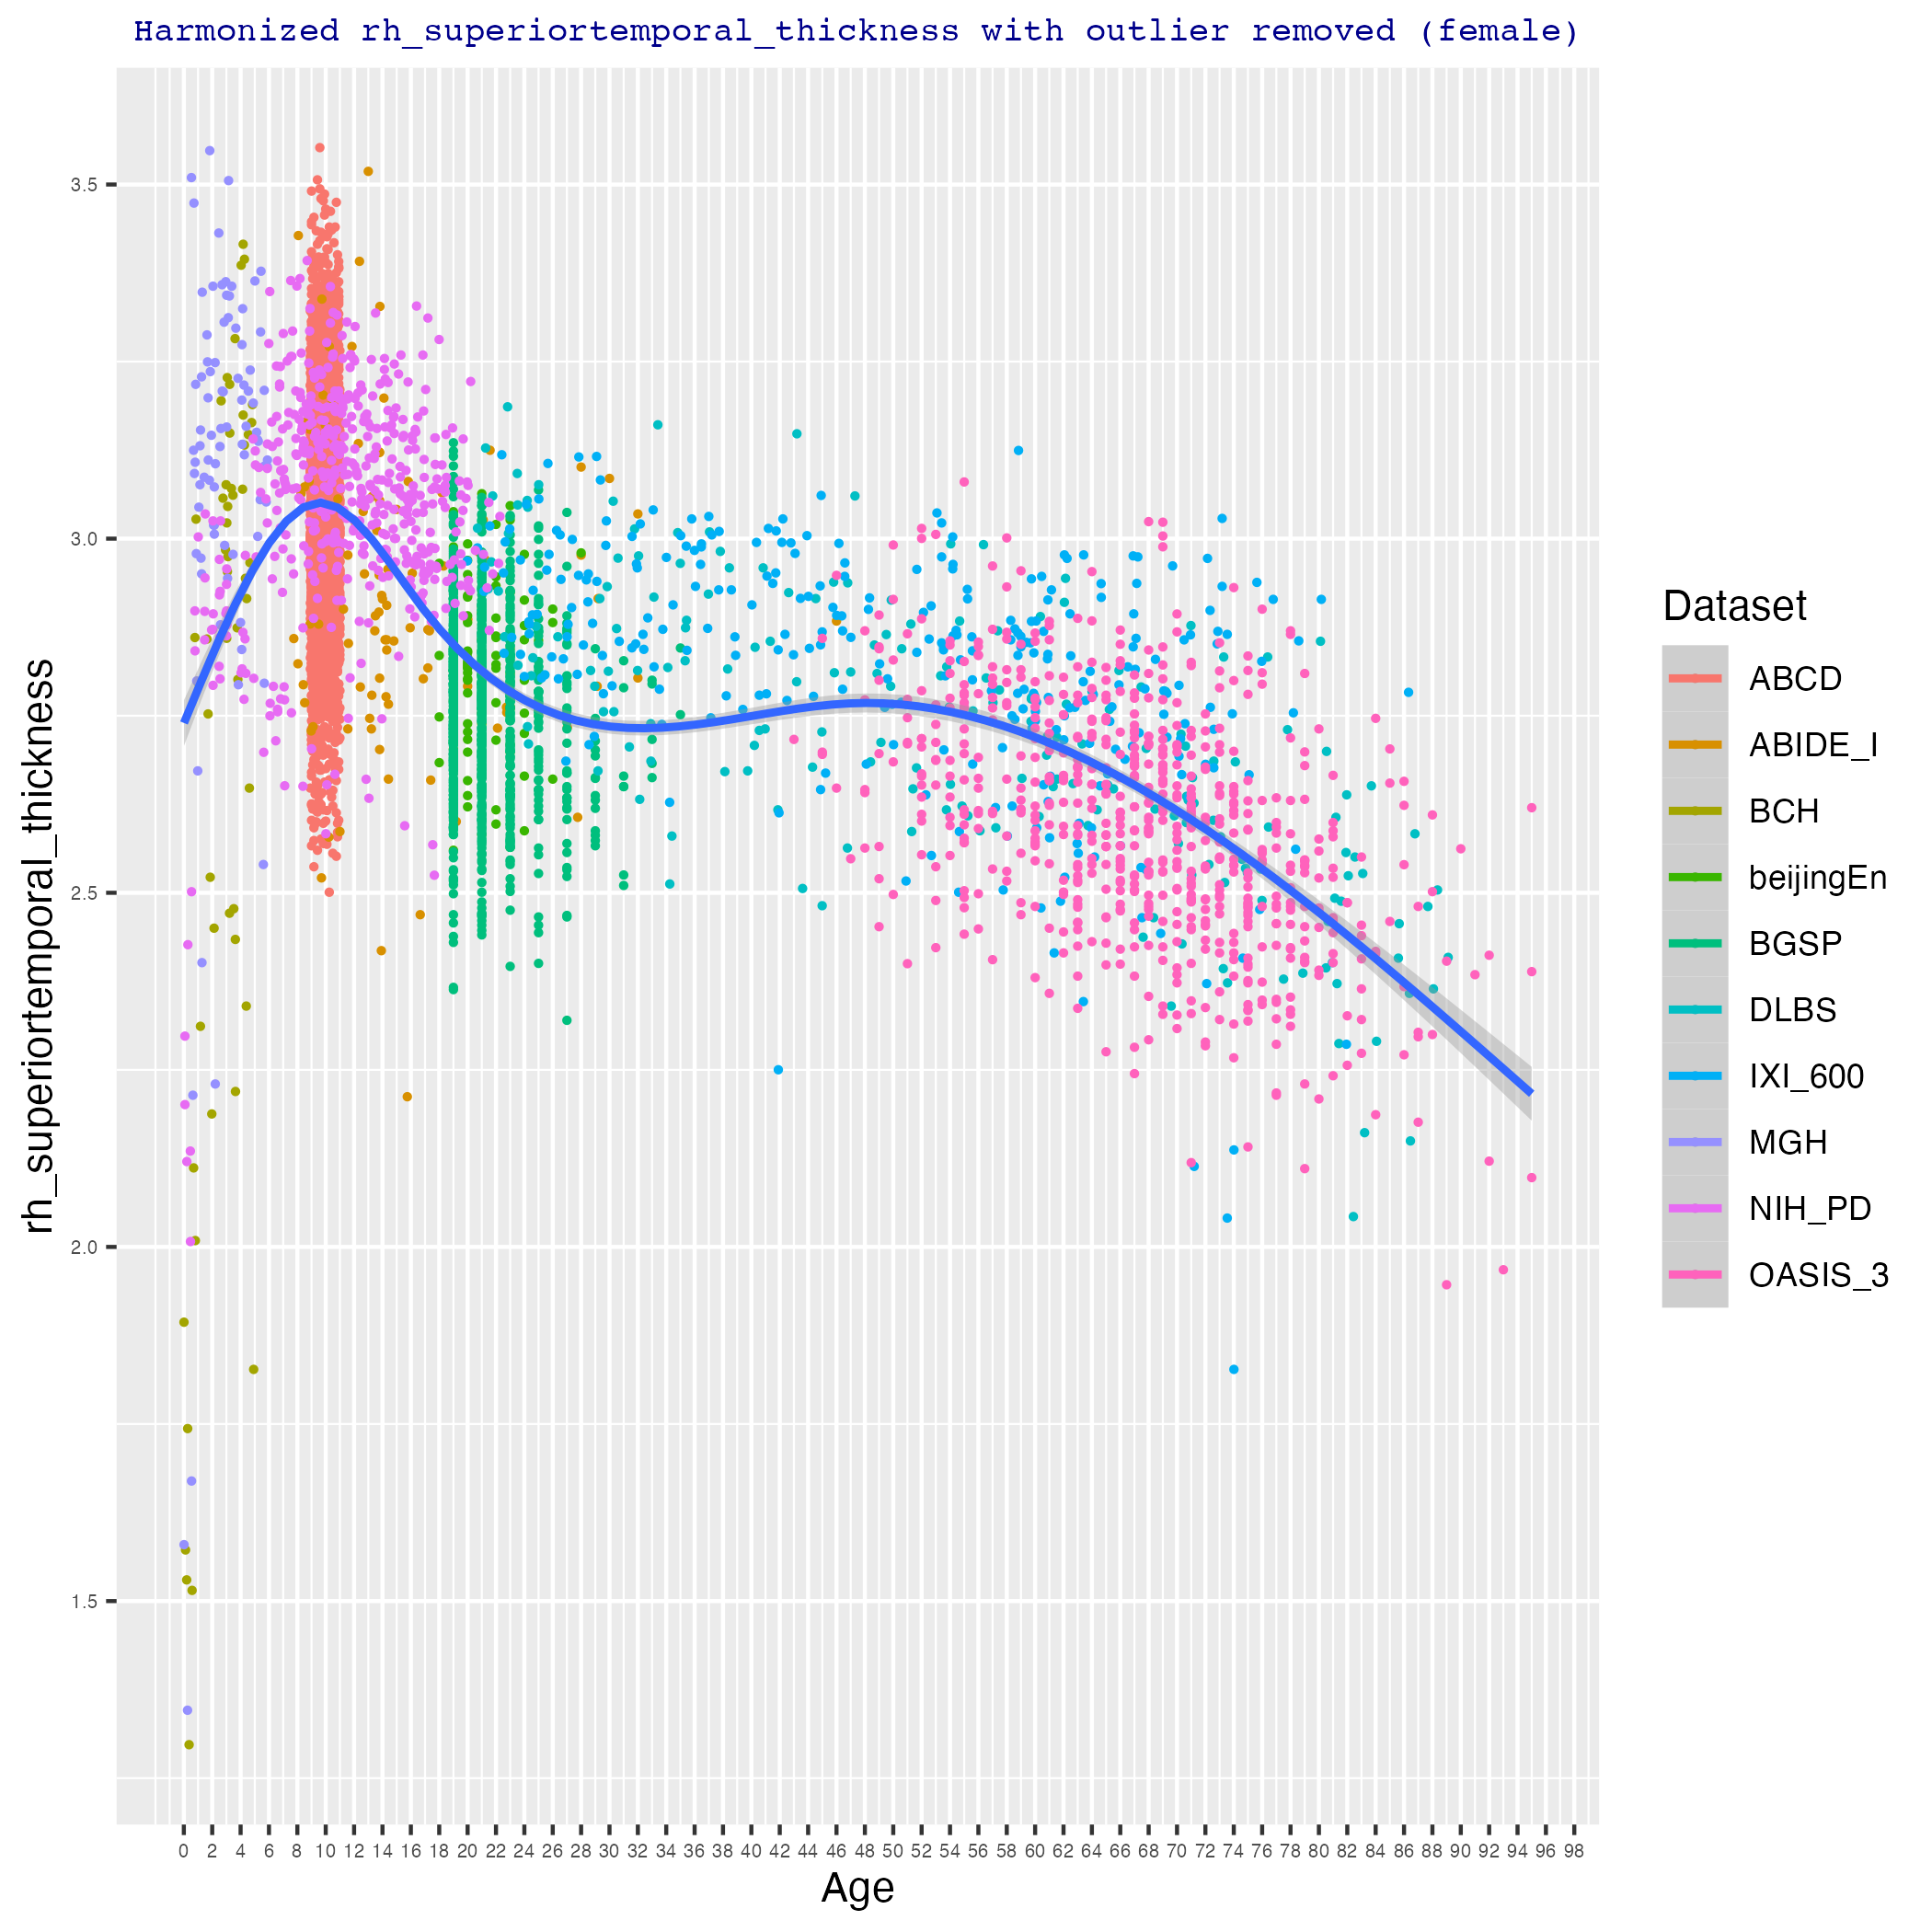 Harmonized rh_superiortemporal_thickness with outlier removed (female)
rh_superiortemporal_thickness
3.5
3.0
2.5
2.0
1.5
0 2 4 6 8 10 12 14 16 18 20 22 24 26 28 30 32 34 36 38 40 42 44 46 48 50 52 54 56 58 60 62 64 66 68 70 72 74 76 78 80 82 84 86 88 90 92 94 96 98
Age
Dataset
ABCD
ABIDE_I
BCH
beijingEn
BGSP
DLBS
IXI_600
MGH
NIH_PD
OASIS_3